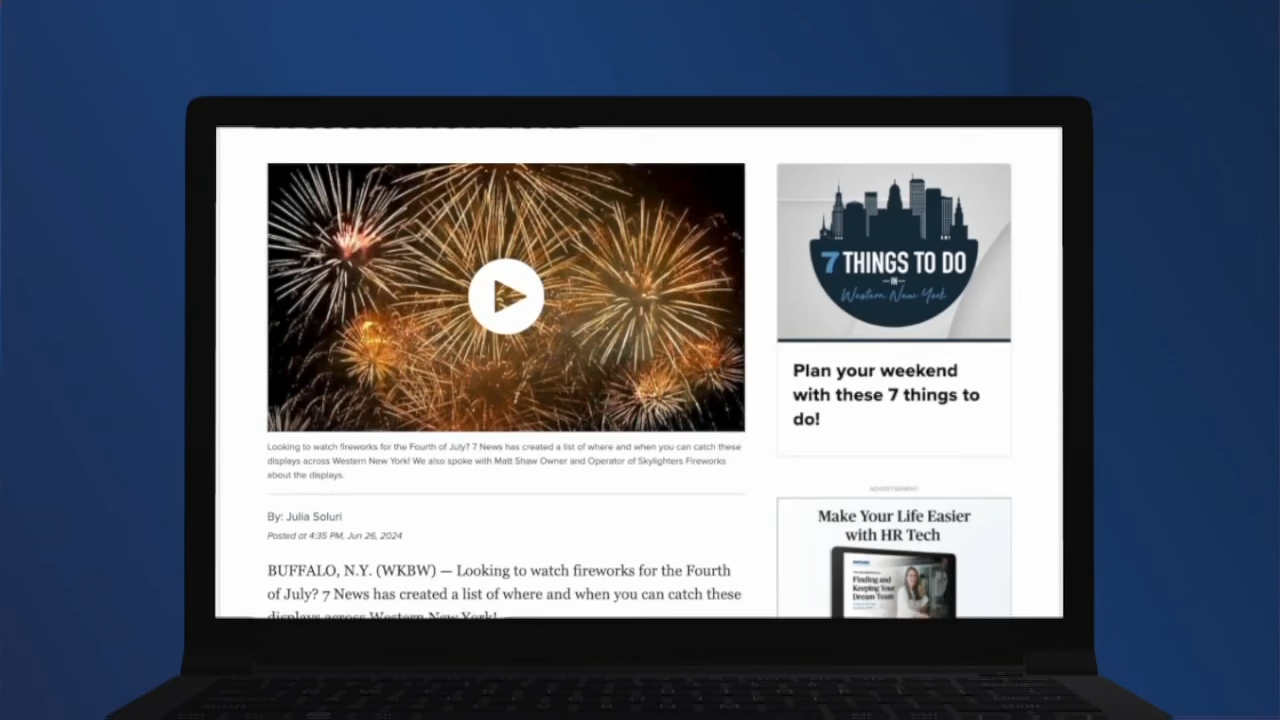 Looking to watch fireworks for the Fourth of July? 7 News has created a list of where and when you can catch these
displays across Western New York! We also spoke with Matt Shaw Owner and Operator of Skylighters Fireworks
about the displays.
By: Julia Soluri
Posted at 4:35 PM, Jun 26, 2024
BUFFALO, N.Y. (WKBW) — Looking to watch fireworks for the Fourth
of July? 7 News has created a list of where and when you can catch these
displays across Western New York!
7 THINGS TO DO
IN
Western New York
Plan your weekend
with these 7 things to
do!
ADVERTISEMENT
Make Your Life Easier
with HR Tech
Finding and
Keeping Your
Dream Team